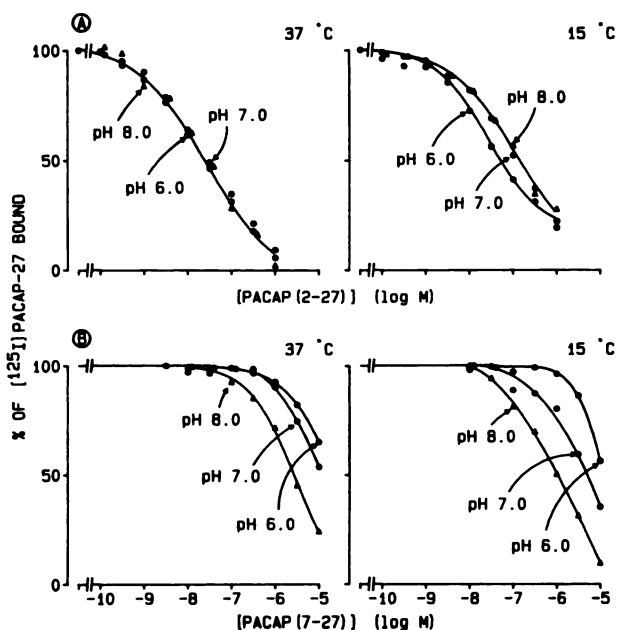 Ⓐ
37 °C
15 °C
100
50
0
pH 8.0
pH 7.0
pH 6.0
pH 8.0
pH 6.0
pH 7.0
[PACAP(2-27)] (log M)
% OF [125I]PACAP-27 BOUND
Ⓑ
37 °C
15 °C
100
50
0
pH 8.0
pH 7.0
pH 6.0
pH 8.0
pH 7.0
pH 6.0
-10 -9 -8 -7 -6 -5
-10 -9 -8 -7 -6 -5
[PACAP(7-27)] (log M)